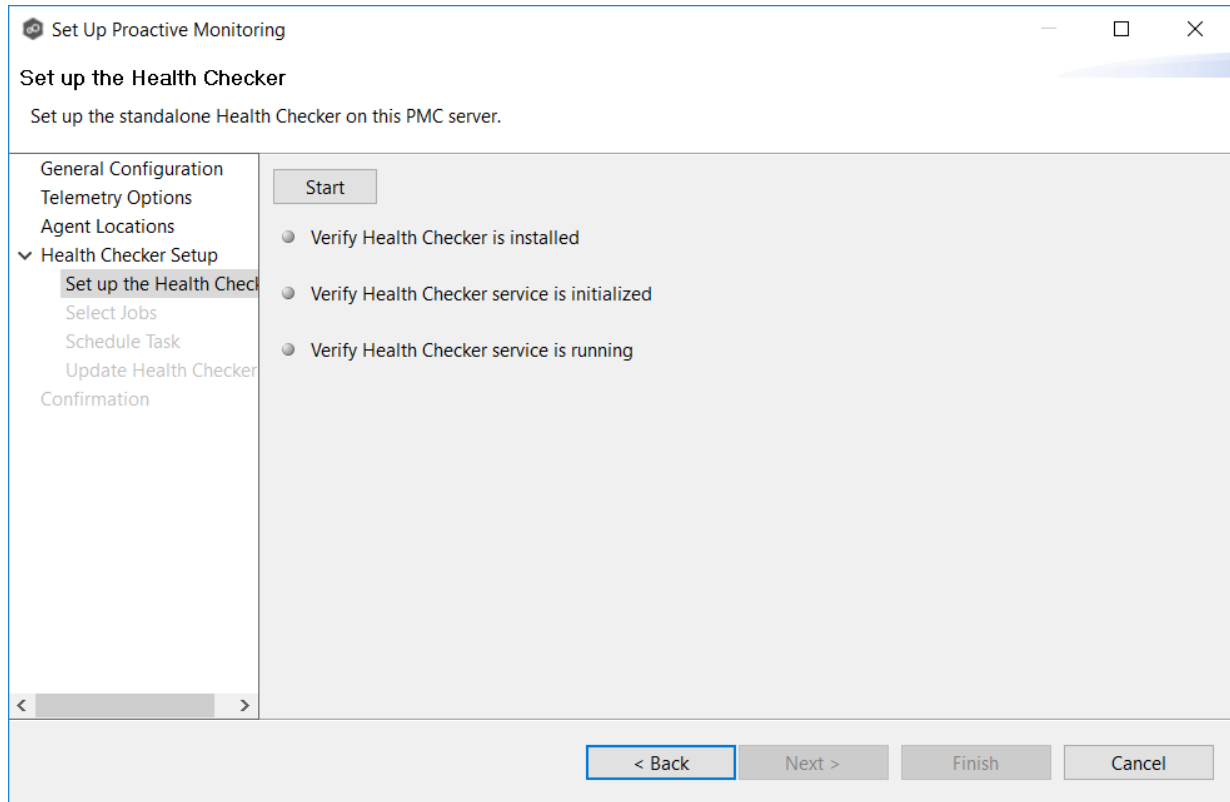 Set Up Proactive Monitoring
Set up the Health Checker
Set up the standalone Health Checker on this PMC server.
General Configuration
Telemetry Options
Agent Locations
Health Checker Setup
Set up the Health Check
Select Jobs
Schedule Task
Update Health Checker
Confirmation
Start
Verify Health Checker is installed
Verify Health Checker service is initialized
Verify Health Checker service is running
< Back
Next >
Finish
Cancel